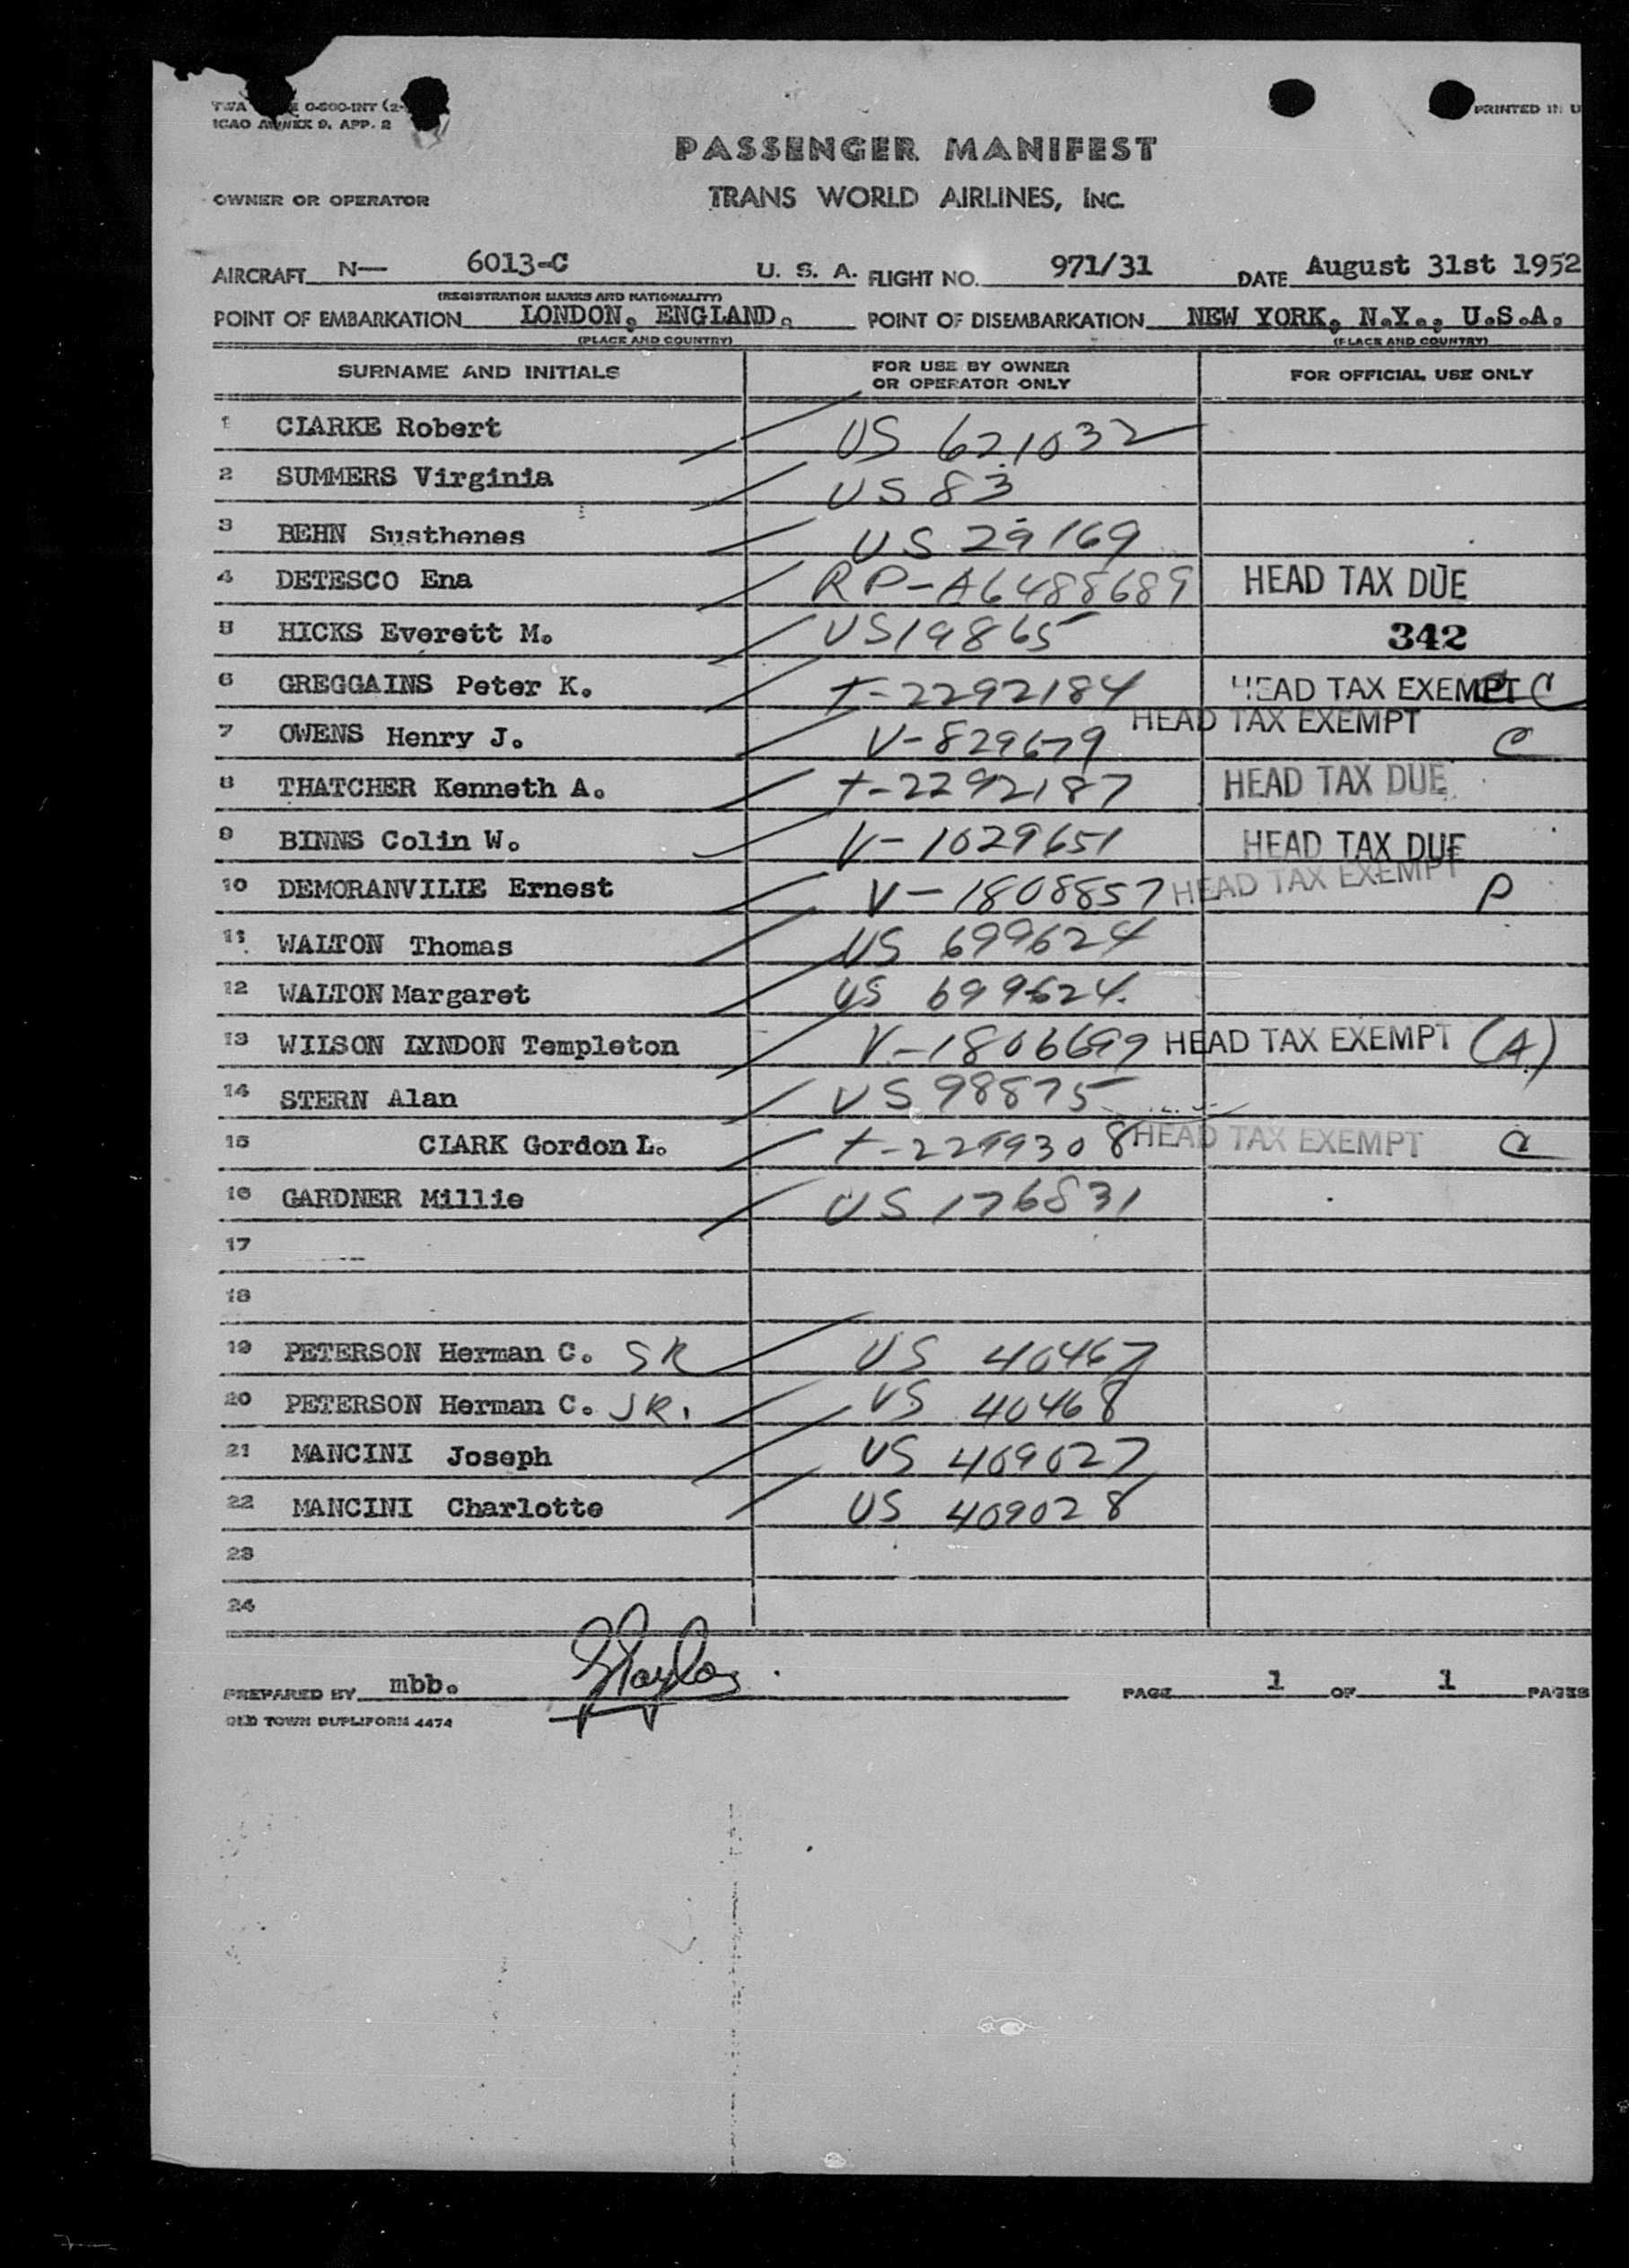 TWA 0-500-INT (2-
ICAO ANNEX 9, APP. 2
PRINTED IN U
PASSENGER MANIFEST
OWNER OR OPERATOR TRANS WORLD AIRLINES, INC.
AIRCRAFT N— 6013-C U. S. A. FLIGHT NO. 971/31 DATE August 31st 1952
(REGISTRATION MARKS AND NATIONALITY)
POINT OF EMBARKATION LONDON, ENGLAND. POINT OF DISEMBARKATION NEW YORK, N.Y., U.S.A.
(PLACE AND COUNTRY) (PLACE AND COUNTRY)
SURNAME AND INITIALS FOR USE BY OWNER OR OPERATOR ONLY FOR OFFICIAL USE ONLY
1 CLARKE Robert US 621032
2 SUMMERS Virginia US 83
3 BEHN Susthenes US 29169
4 DETESCO Ena RP-A6488689 HEAD TAX DUE
5 HICKS Everett M. US 19865 342
6 GREGGAINS Peter K. T-2292184 HEAD TAX EXEMPT C
7 OWENS Henry J. V-829679 HEAD TAX EXEMPT C
8 THATCHER Kenneth A. T-2292187 HEAD TAX DUE
9 BINNS Colin W. V-1029651 HEAD TAX DUE
10 DEMORANVILLE Ernest V-1808857 HEAD TAX EXEMPT P
11 WALTON Thomas US 699624
12 WALTON Margaret US 699624
13 WILSON LYNDON Templeton V-1806699 HEAD TAX EXEMPT (A)
14 STERN Alan US 98875
15 CLARK Gordon L. T-2299308 HEAD TAX EXEMPT C
16 GARDNER Millie US 176831
17
18
19 PETERSON Herman C. SR US 40467
20 PETERSON Herman C. JR. US 40468
21 MANCINI Joseph US 409027
22 MANCINI Charlotte US 409028
23
24
PREPARED BY mbb. PAGE 1 OF 1 PAGES
OLD TOWN DUPLIFORM 4474